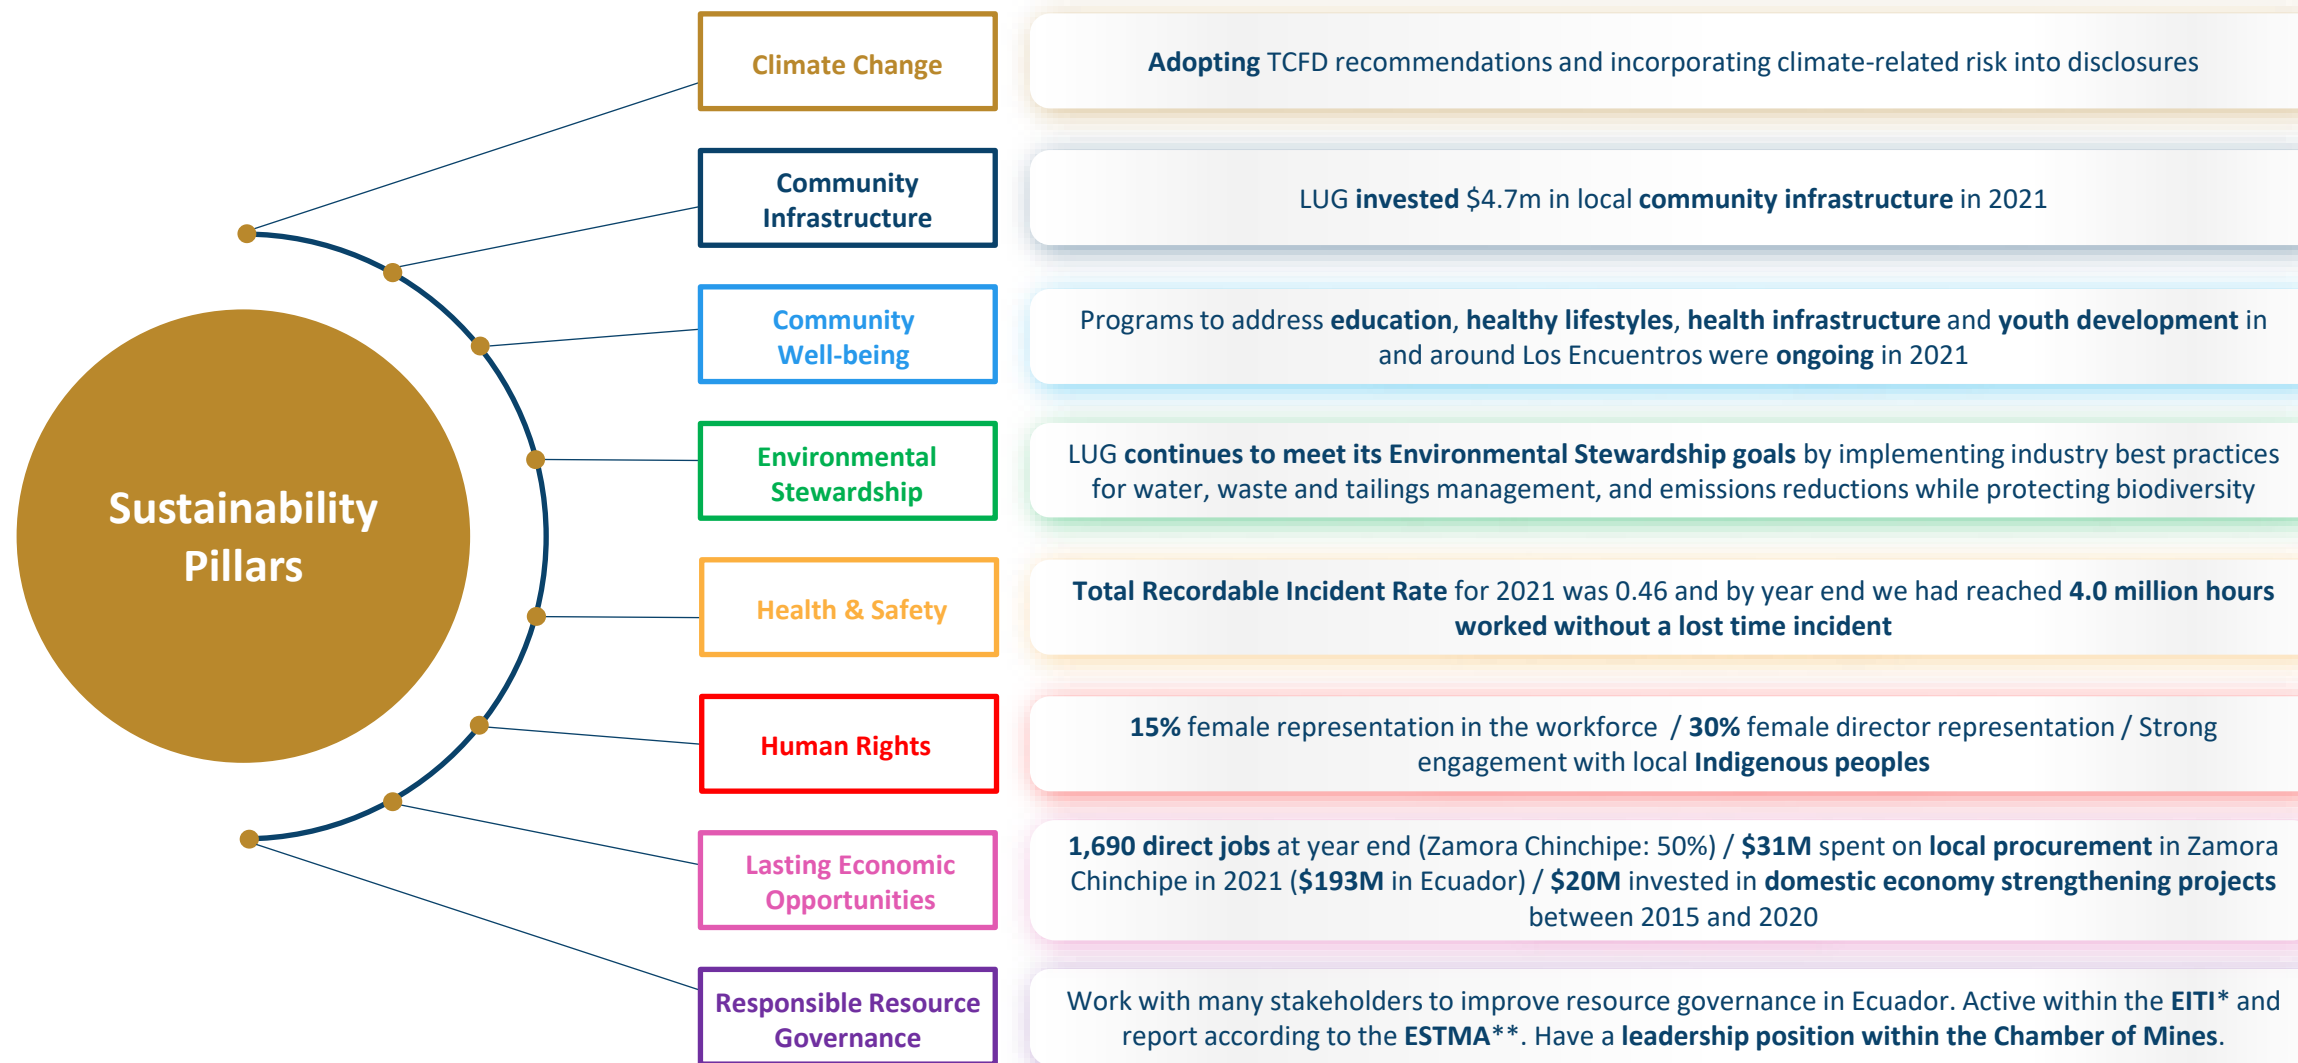 Sustainability
Pillars
Climate Change
Adopting TCFD recommendations and incorporating climate-related risk into disclosures
Community
Infrastructure
LUG invested $4.7m in local community infrastructure in 2021
Community
Well-being
Programs to address education, healthy lifestyles, health infrastructure and youth development in
and around Los Encuentros were ongoing in 2021
Environmental
Stewardship
LUG continues to meet its Environmental Stewardship goals by implementing industry best practices
for water, waste and tailings management, and emissions reductions while protecting biodiversity
Health & Safety
Total Recordable Incident Rate for 2021 was 0.46 and by year end we had reached 4.0 million hours
worked without a lost time incident
Human Rights
15% female representation in the workforce / 30% female director representation / Strong
engagement with local Indigenous peoples
Lasting Economic
Opportunities
1,690 direct jobs at year end (Zamora Chinchipe: 50%) / $31M spent on local procurement in Zamora
Chinchipe in 2021 ($193M in Ecuador) / $20M invested in domestic economy strengthening projects
between 2015 and 2020
Responsible Resource
Governance
Work with many stakeholders to improve resource governance in Ecuador. Active within the EITI* and
report according to the ESTMA**. Have a leadership position within the Chamber of Mines.